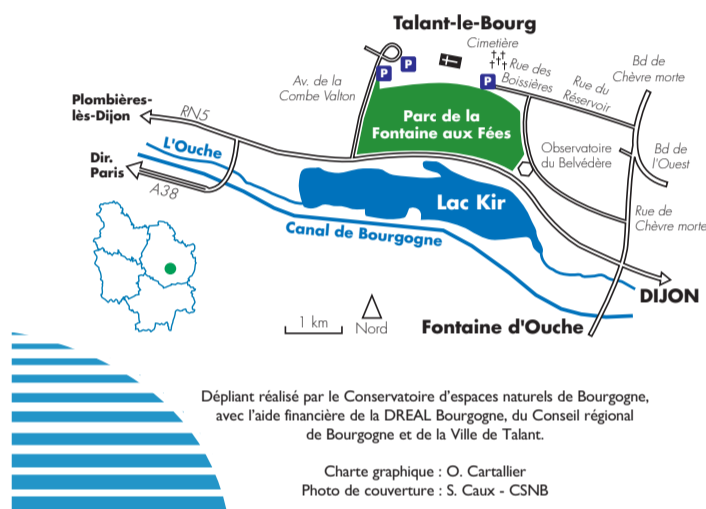 Talant-le-Bourg
Cimetière
P
P
P
Rue des
Boissières
Rue du
Réservoir
Bd de
Chèvre morte
Av. de la
Combe Valton
Plombières-
lès-Dijon
RN5
Parc de la
Fontaine aux Fées
Observatoire
du Belvédère
Bd de
l'Ouest
L'Ouche
Dir.
Paris
A38
Lac Kir
Rue de
Chèvre morte
Canal de Bourgogne
DIJON
1 km
Nord
Fontaine d'Ouche
Dépliant réalisé par le Conservatoire d'espaces naturels de Bourgogne,
avec l'aide financière de la DREAL Bourgogne, du Conseil régional
de Bourgogne et de la Ville de Talant.
Charte graphique : O. Cartallier
Photo de couverture : S. Caux - CSNB